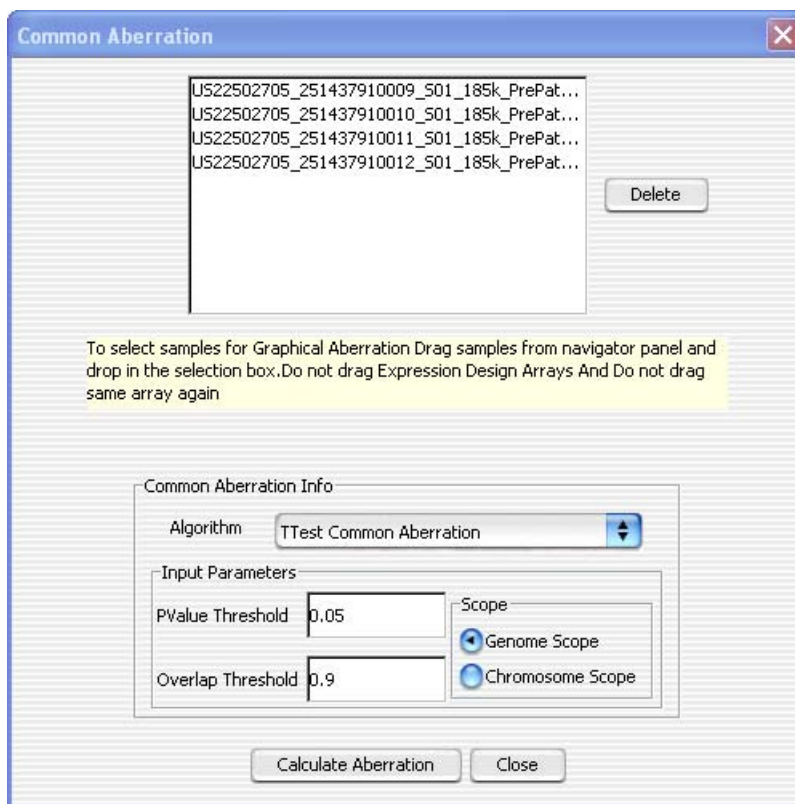 Common Aberration
US22502705_251437910009_S01_185k_PrePat...
US22502705_251437910010_S01_185k_PrePat...
US22502705_251437910011_S01_185k_PrePat...
US22502705_251437910012_S01_185k_PrePat...
Delete
To select samples for Graphical Aberration Drag samples from navigator panel and
drop in the selection box.Do not drag Expression Design Arrays And Do not drag
same array again
Common Aberration Info
Algorithm TTest Common Aberration
Input Parameters
PValue Threshold 0.05
Scope
Genome Scope
Overlap Threshold 0.9
Chromosome Scope
Calculate Aberration Close